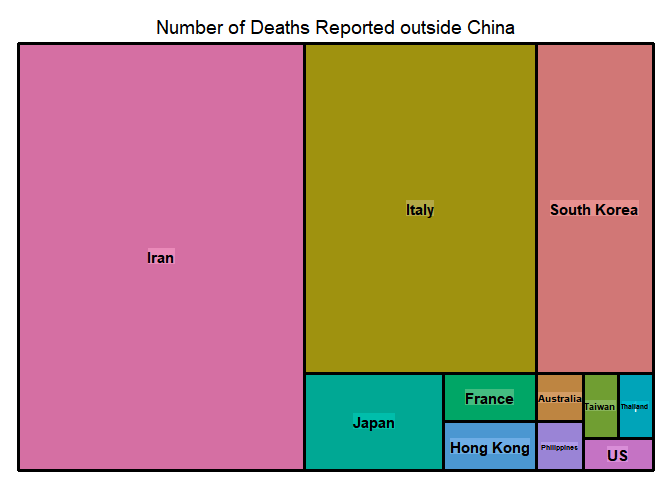 Number of Deaths Reported outside China
Iran
Italy
South Korea
Japan
France
Hong Kong
Australia
Philippines
Taiwan
Thailand
US